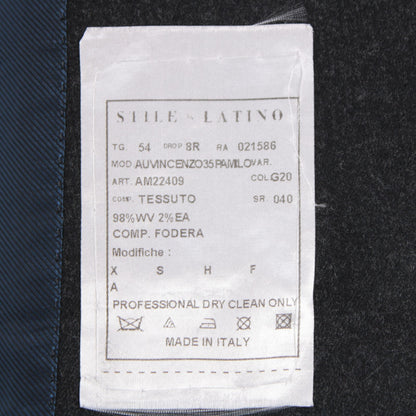 STILE LATINO
TG. 54 DROP 8R RA 021586
MOD. AUVINCENZO35PAMILO VAR.
ART. AM22409 COL. G20
COMP. TESSUTO SR. 040
98%WV 2%EA
COMP. FODERA
Modifiche :
X S H F
A
PROFESSIONAL DRY CLEAN ONLY
MADE IN ITALY